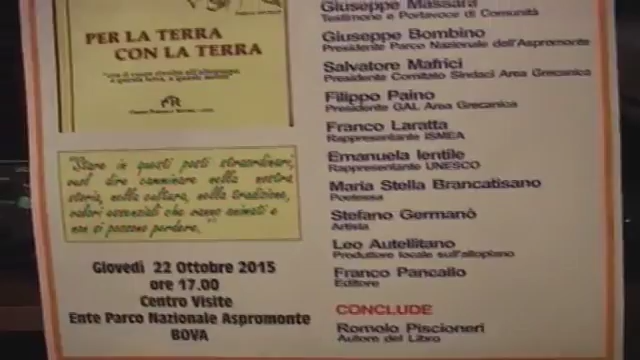 PER LA TERRA
CON LA TERRA
"Stare in questi posti straordinari,
vuol dire camminare nella nostra
storia, nella cultura, nella tradizione,
valori essenziali che vanno animati e
non si possono perdere."
Giovedì 22 Ottobre 2015
ore 17.00
Centro Visite
Ente Parco Nazionale Aspromonte
BOVA
Giuseppe Massara
Testimone e Portavoce di Comunità
Giuseppe Bombino
Presidente Parco Nazionale dell'Aspromonte
Salvatore Mafrici
Presidente Comitato Sindaci Area Grecanica
Filippo Paino
Presidente GAL Area Grecanica
Franco Laratta
Rappresentante ISMEA
Emanuela Ientile
Rappresentante UNESCO
Maria Stella Brancatisano
Poetessa
Stefano Germanò
Artista
Leo Autellitano
Produttore locale sull'altopiano
Franco Pancallo
Editore
CONCLUDE
Romolo Piscioneri
Autore del Libro